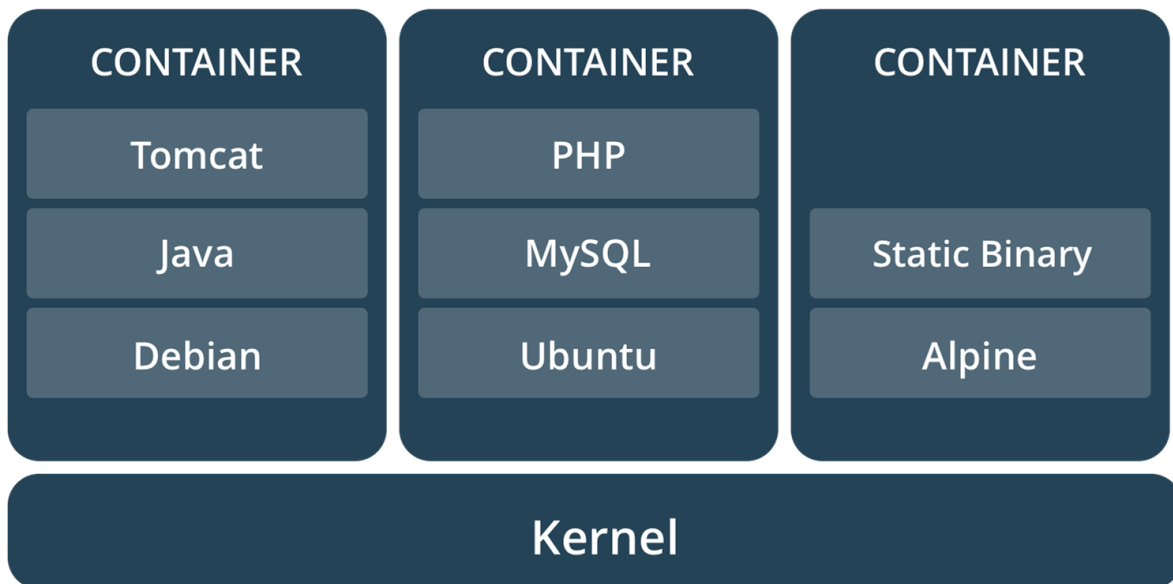 CONTAINER
Tomcat
Java
Debian
CONTAINER
PHP
MySQL
Ubuntu
CONTAINER
Static Binary
Alpine
Kernel